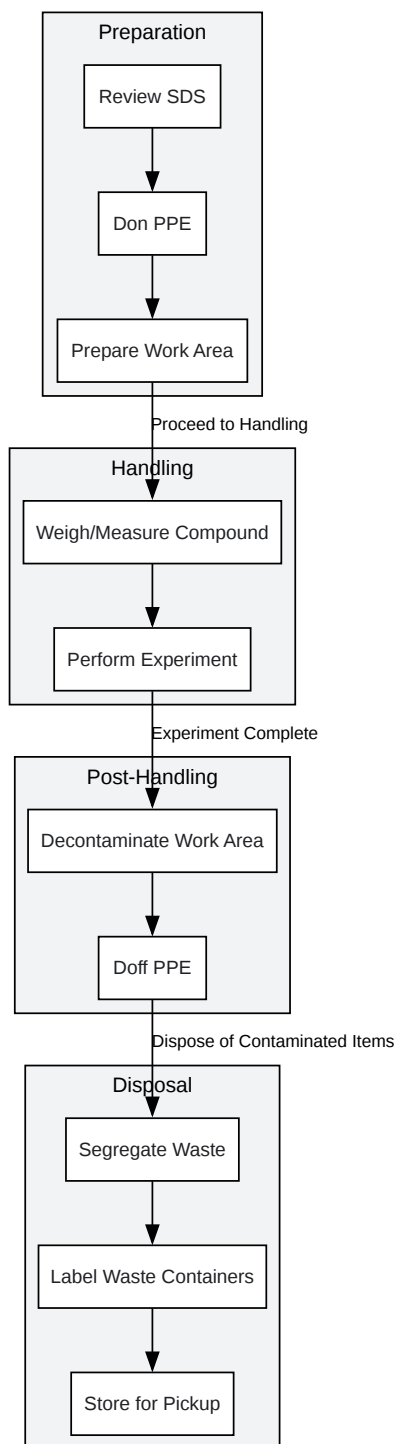 Preparation
Review SDS
Don PPE
Prepare Work Area
Proceed to Handling
Handling
Weigh/Measure Compound
Perform Experiment
Experiment Complete
Post-Handling
Decontaminate Work Area
Doff PPE
Dispose of Contaminated Items
Disposal
Segregate Waste
Label Waste Containers
Store for Pickup